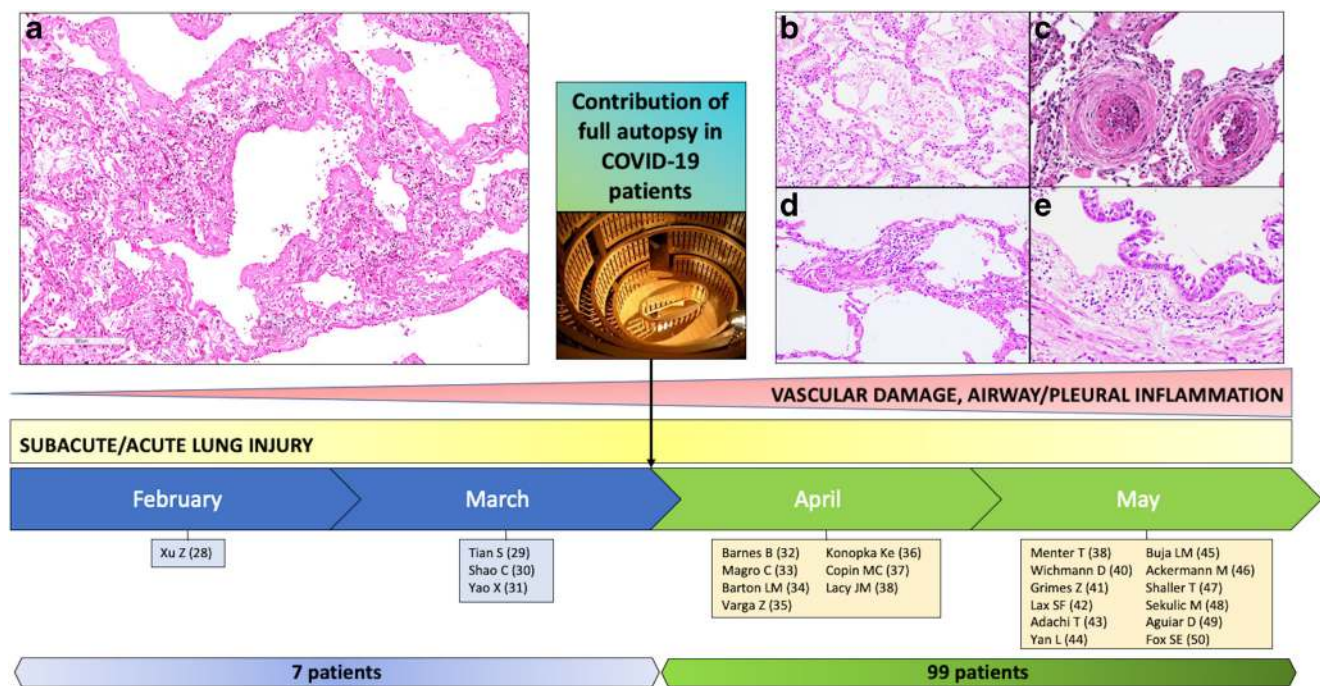 a
Contribution of
full autopsy in
COVID-19
patients
b
c
d
e
VASCULAR DAMAGE, AIRWAY/PLEURAL INFLAMMATION
SUBACUTE/ACUTE LUNG INJURY
February
March
April
May
Xu Z (28)
Tian S (29)
Shao C (30)
Yao X (31)
Barnes B (32)
Magro C (33)
Barton LM (34)
Varga Z (35)
Konopka Ke (36)
Copin MC (37)
Lacy JM (38)
Menter T (38)
Wichmann D (40)
Grimes Z (41)
Lax SF (42)
Adachi T (43)
Yan L (44)
Buja LM (45)
Ackermann M (46)
Shaller T (47)
Sekulic M (48)
Aguiar D (49)
Fox SE (50)
7 patients
99 patients